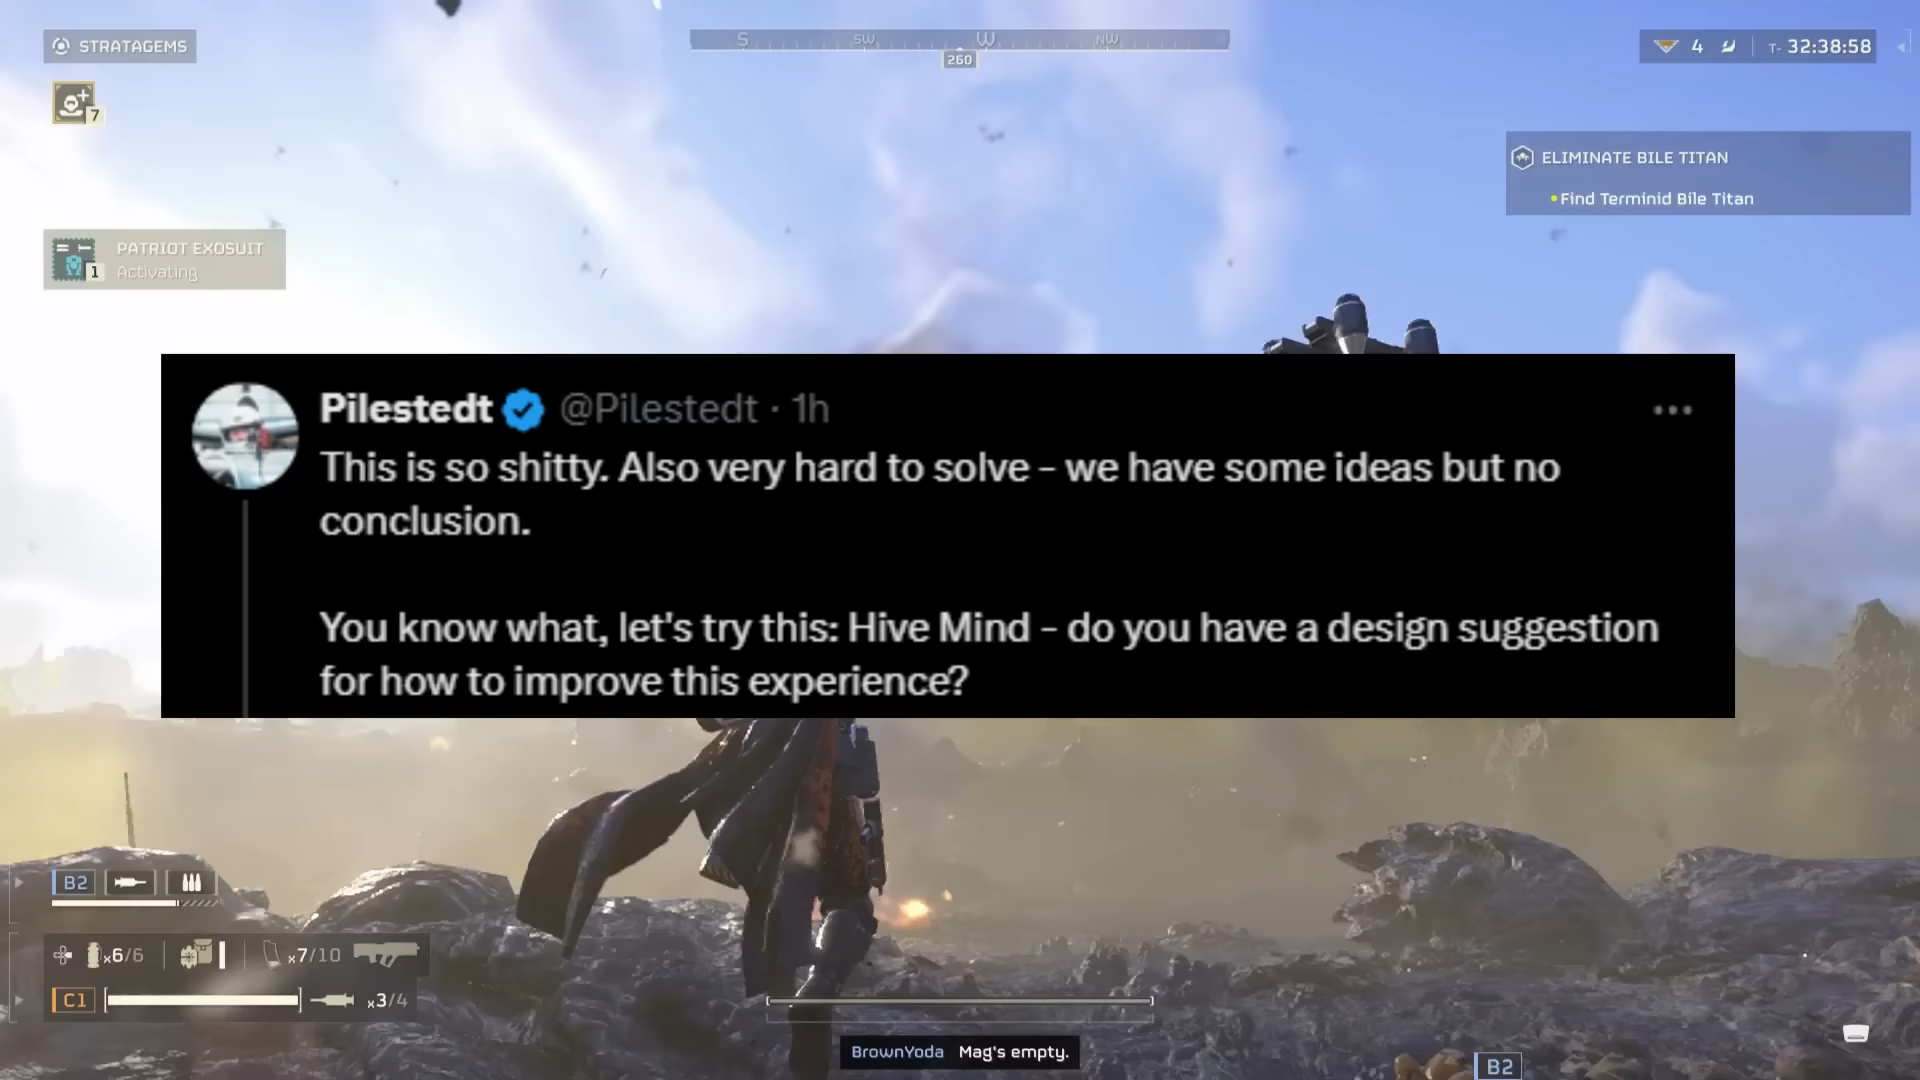 STRATAGEMS
S SW W NW
260
4 T- 32:38:58
7
ELIMINATE BILE TITAN
Find Terminid Bile Titan
PATRIOT EXOSUIT
1 Activating
Pilestedt @Pilestedt · 1h
This is so shitty. Also very hard to solve - we have some ideas but no
conclusion.
You know what, let's try this: Hive Mind - do you have a design suggestion
for how to improve this experience?
B2
x6/6 x7/10
C1 x3/4
BrownYoda Mag's empty.
B2